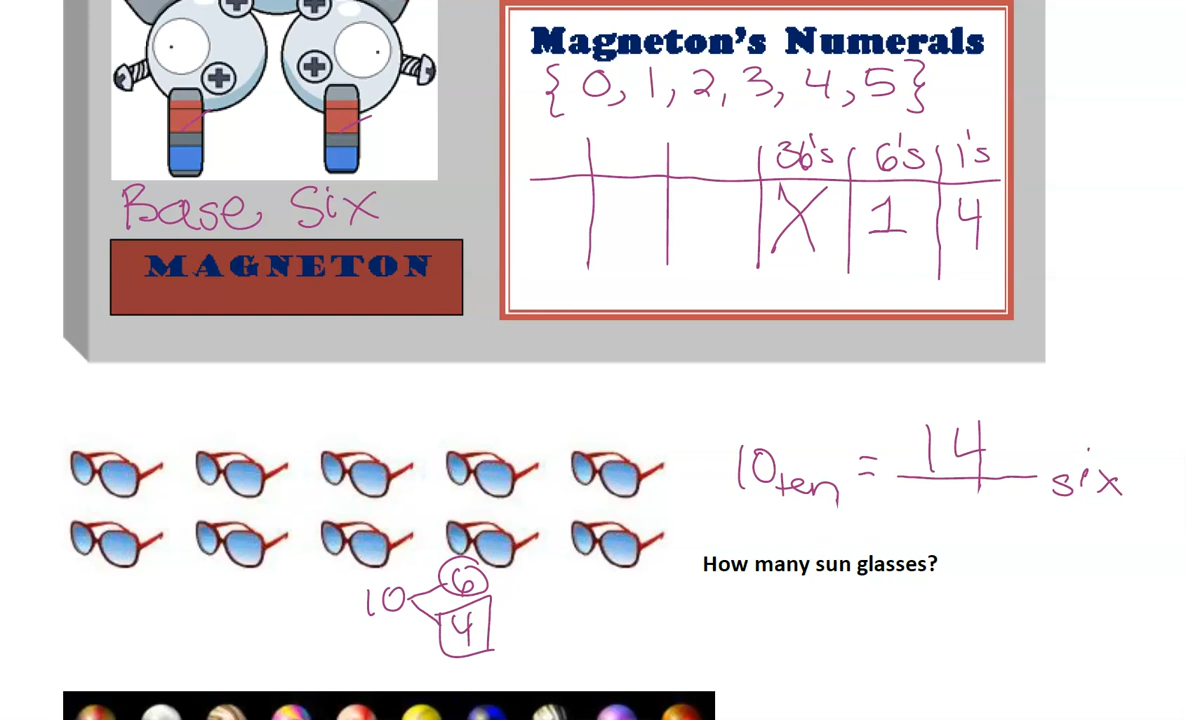 Magneton's Numerals
{0, 1, 2, 3, 4, 5}
36's 6's 1's
X 1 4
Base Six
MAGNETON
10ten = 14 six
How many sun glasses?
10 6
4